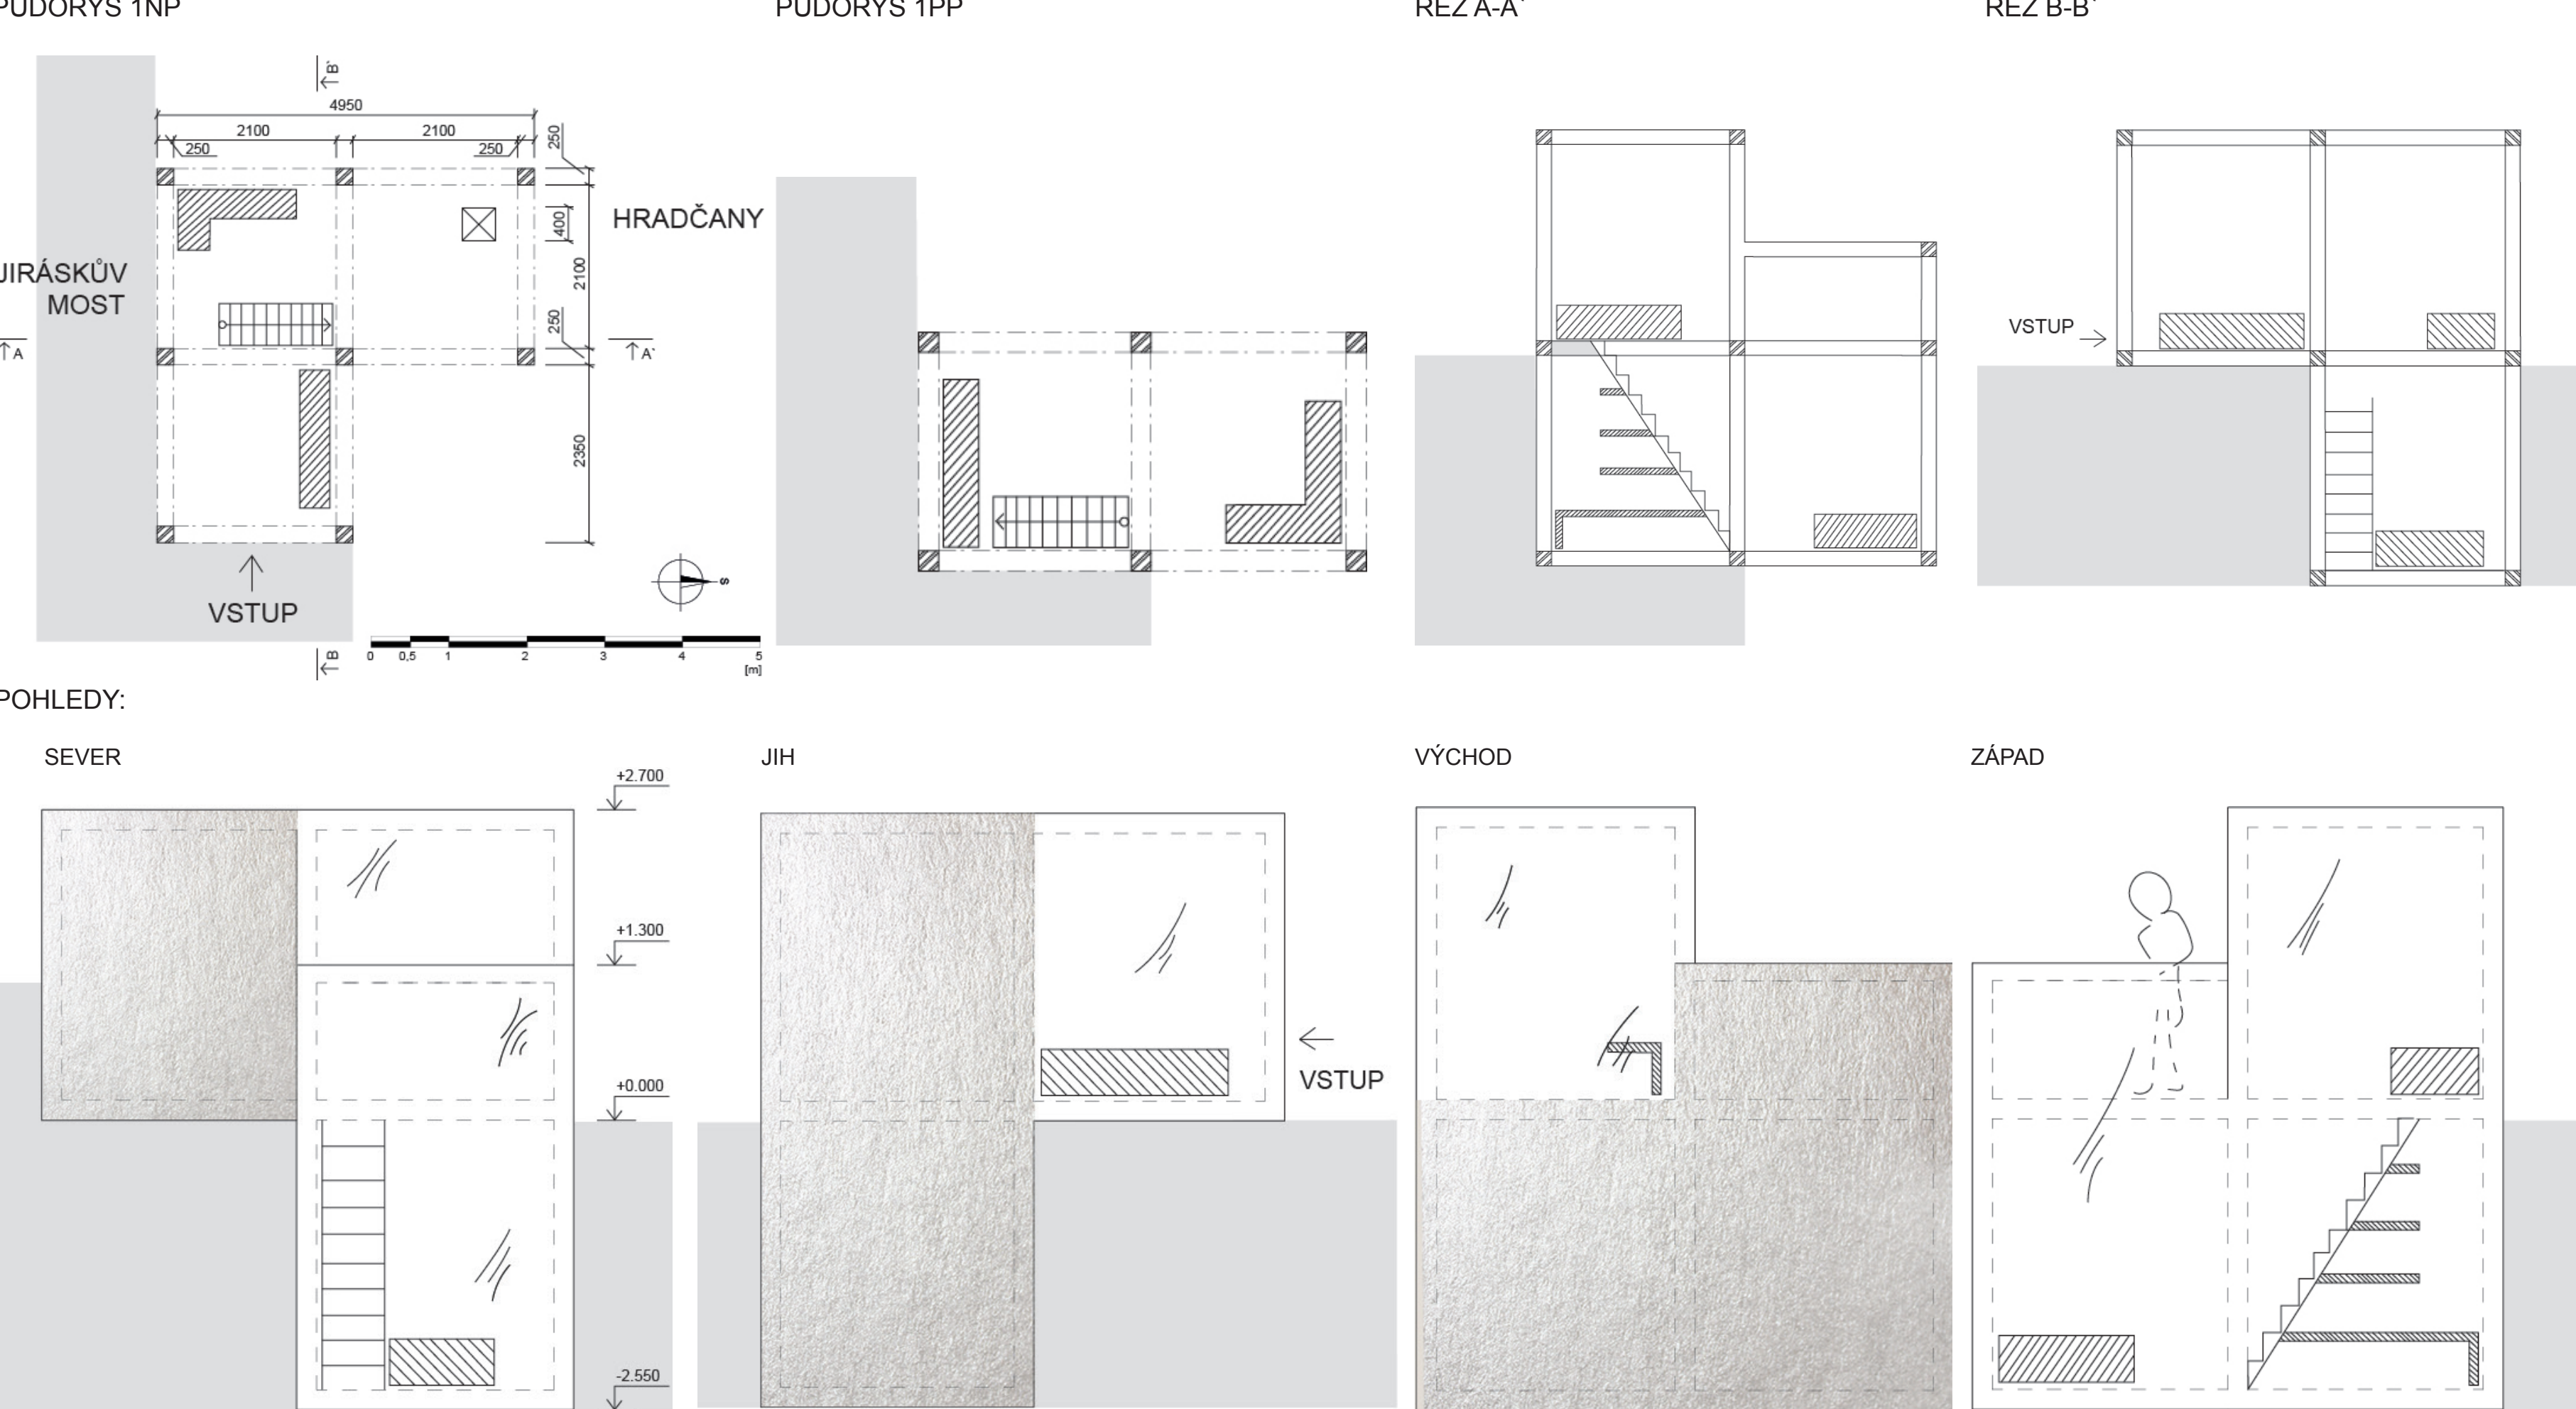 PŮDORYS 1NP
PŮDORYS 1PP
ŘEZ A-A`
ŘEZ B-B`
B`
4950
2100
2100
250
250
250
400
HRADČANY
2100
JIRÁSKŮV
MOST
250
A
A`
2350
VSTUP
S
B
0
0,5
1
2
3
4
5
[m]
VSTUP
POHLEDY:
SEVER
JIH
VÝCHOD
ZÁPAD
+2.700
+1.300
+0.000
-2.550
VSTUP